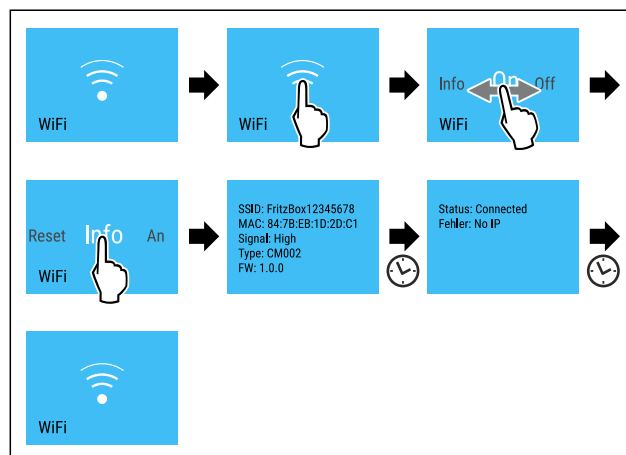 WiFi
WiFi
Info On Off
WiFi
Reset Info An
WiFi
SSID: FritzBox12345678
MAC: 84:7B:EB:1D:2D:C1
Signal: High
Type: CM002
FW: 1.0.0
Status: Connected
Fehler: No IP
WiFi